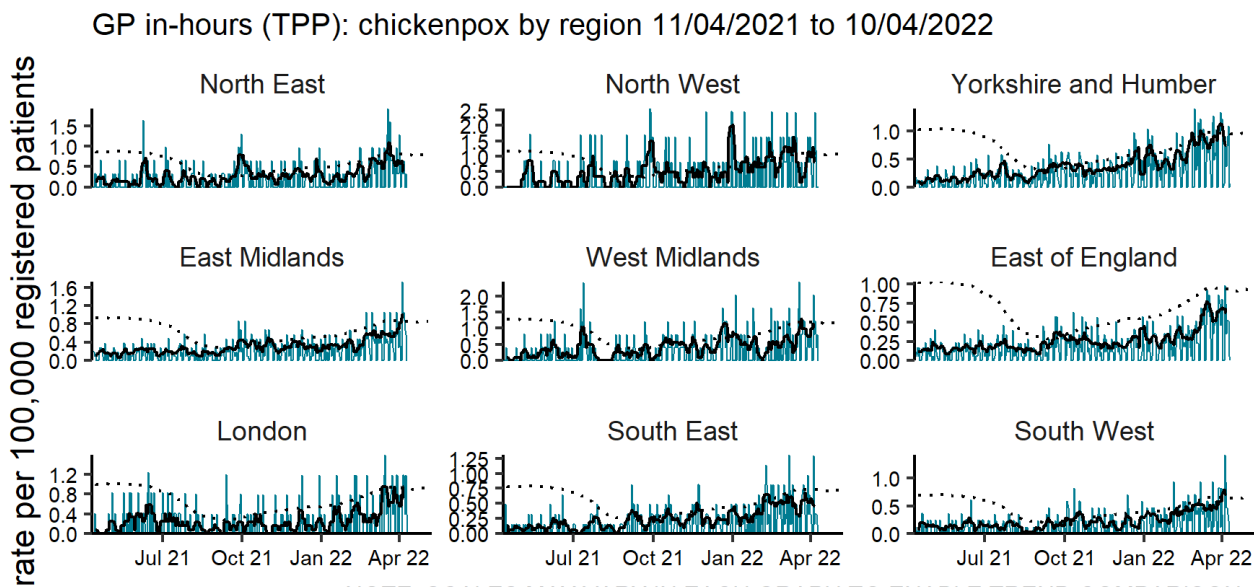 GP in-hours (TPP): chickenpox by region 11/04/2021 to 10/04/2022
rate per 100,000 registered patients
North East
1.5
1.0
0.5
0.0
North West
2.5
2.0
1.5
1.0
0.5
0.0
Yorkshire and Humber
1.0
0.5
0.0
East Midlands
1.6
1.2
0.8
0.4
0.0
West Midlands
2.0
1.5
1.0
0.5
0.0
East of England
1.00
0.75
0.50
0.25
0.00
London
1.2
0.8
0.4
0.0
South East
1.25
1.00
0.75
0.50
0.25
0.00
South West
1.0
0.5
0.0
Jul 21 Oct 21 Jan 22 Apr 22
Jul 21 Oct 21 Jan 22 Apr 22
Jul 21 Oct 21 Jan 22 Apr 22